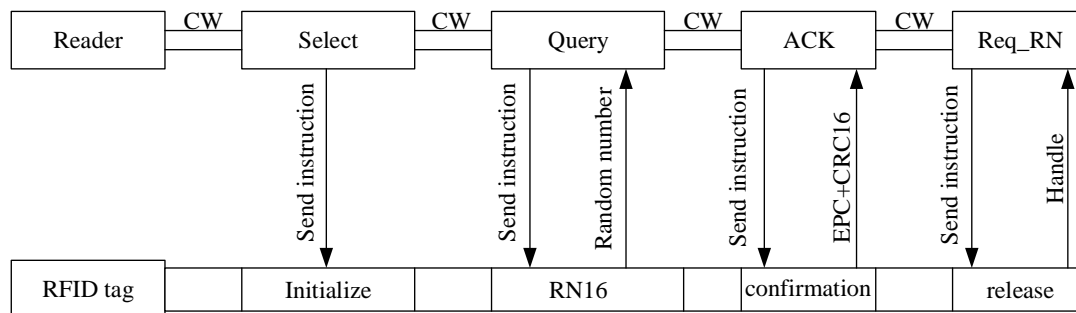 CW
CW
CW
CW
Reader
Select
Query
ACK
Req_RN
Send instruction
Send instruction
Random number
Send instruction
EPC+CRC16
Send instruction
Handle
RFID tag
Initialize
RN16
confirmation
release